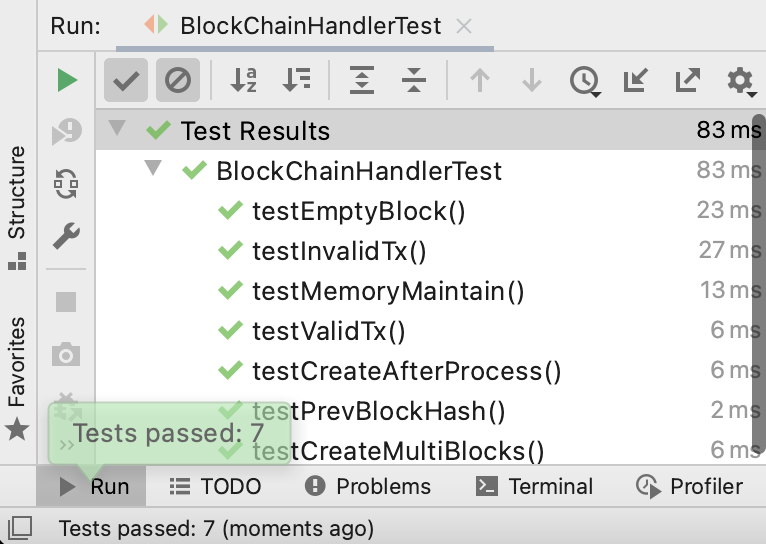 Run: BlockChainHandlerTest
Test Results 83 ms
BlockChainHandlerTest 83 ms
testEmptyBlock() 23 ms
testInvalidTx() 27 ms
testMemoryMaintain() 13 ms
testValidTx() 6 ms
testCreateAfterProcess() 6 ms
testPrevBlockHash() 2 ms
testCreateMultiBlocks() 6 ms
Tests passed: 7
Structure
Favorites
Run TODO Problems Terminal Profiler
Tests passed: 7 (moments ago)